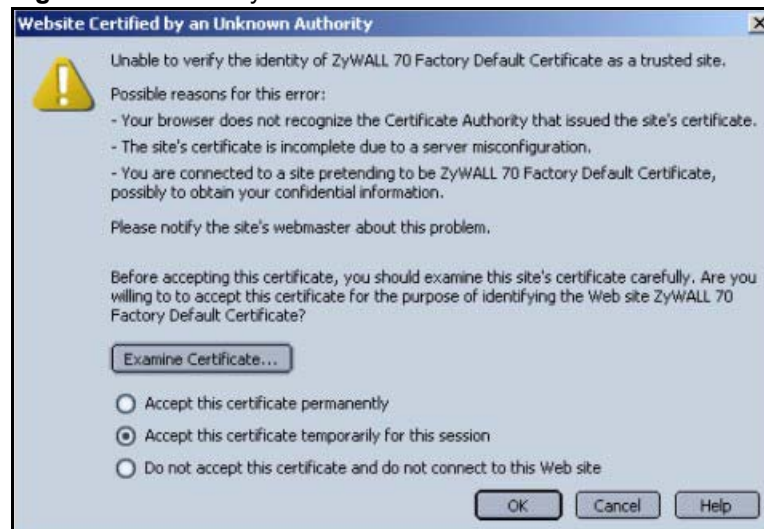 Website Certified by an Unknown Authority
Unable to verify the identity of ZyWALL 70 Factory Default Certificate as a trusted site.
Possible reasons for this error:
- Your browser does not recognize the Certificate Authority that issued the site's certificate.
- The site's certificate is incomplete due to a server misconfiguration.
- You are connected to a site pretending to be ZyWALL 70 Factory Default Certificate,
possibly to obtain your confidential information.
Please notify the site's webmaster about this problem.
Before accepting this certificate, you should examine this site's certificate carefully. Are you
willing to to accept this certificate for the purpose of identifying the Web site ZyWALL 70
Factory Default Certificate?
Examine Certificate...
Accept this certificate permanently
Accept this certificate temporarily for this session
Do not accept this certificate and do not connect to this Web site
OK Cancel Help